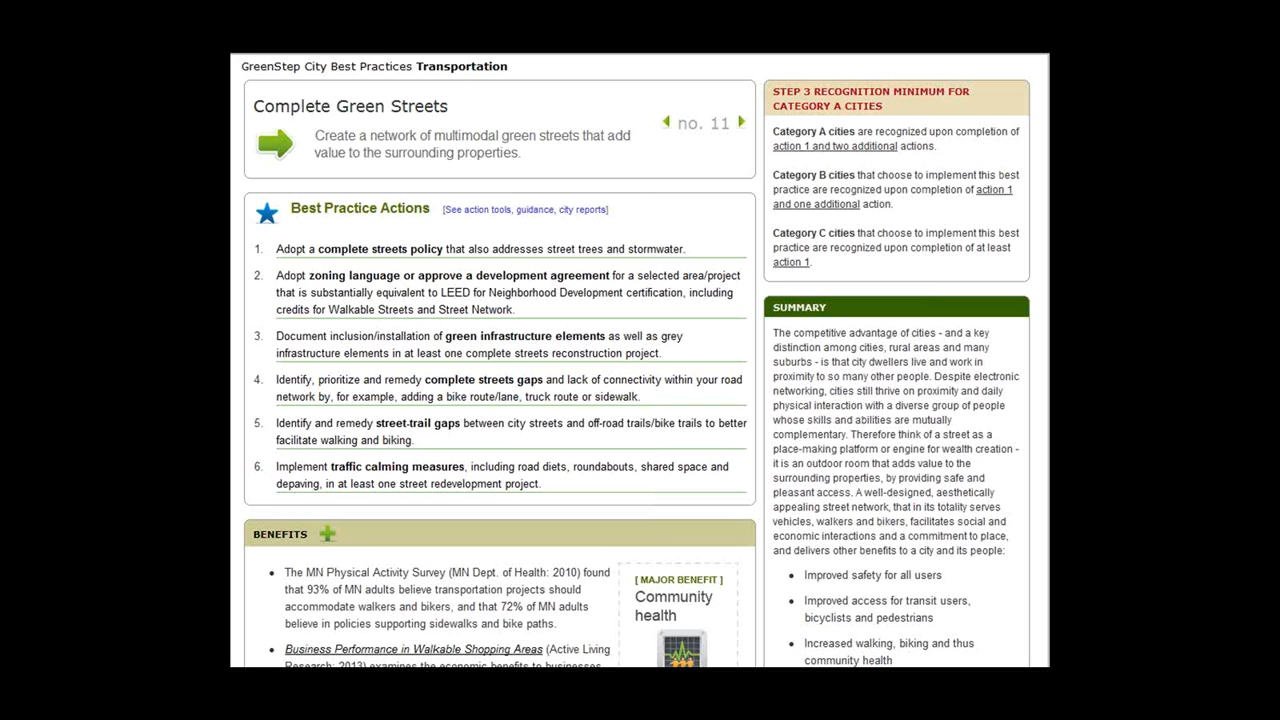 GreenStep City Best Practices Transportation
Complete Green Streets
Create a network of multimodal green streets that add
value to the surrounding properties.
no. 11
Best Practice Actions [See action tools, guidance, city reports]
1. Adopt a complete streets policy that also addresses street trees and stormwater.
2. Adopt zoning language or approve a development agreement for a selected area/project
that is substantially equivalent to LEED for Neighborhood Development certification, including
credits for Walkable Streets and Street Network.
3. Document inclusion/installation of green infrastructure elements as well as grey
infrastructure elements in at least one complete streets reconstruction project.
4. Identify, prioritize and remedy complete streets gaps and lack of connectivity within your road
network by, for example, adding a bike route/lane, truck route or sidewalk.
5. Identify and remedy street-trail gaps between city streets and off-road trails/bike trails to better
facilitate walking and biking.
6. Implement traffic calming measures, including road diets, roundabouts, shared space and
depaving, in at least one street redevelopment project.
BENEFITS
• The MN Physical Activity Survey (MN Dept. of Health: 2010) found
that 93% of MN adults believe transportation projects should
accommodate walkers and bikers, and that 72% of MN adults
believe in policies supporting sidewalks and bike paths.
• Business Performance in Walkable Shopping Areas (Active Living
Research: 2013) examines the economic benefits to businesses
[ MAJOR BENEFIT ]
Community
health
STEP 3 RECOGNITION MINIMUM FOR
CATEGORY A CITIES
Category A cities are recognized upon completion of
action 1 and two additional actions.
Category B cities that choose to implement this best
practice are recognized upon completion of action 1
and one additional action.
Category C cities that choose to implement this best
practice are recognized upon completion of at least
action 1.
SUMMARY
The competitive advantage of cities - and a key
distinction among cities, rural areas and many
suburbs - is that city dwellers live and work in
proximity to so many other people. Despite electronic
networking, cities still thrive on proximity and daily
physical interaction with a diverse group of people
whose skills and abilities are mutually
complementary. Therefore think of a street as a
place-making platform or engine for wealth creation -
it is an outdoor room that adds value to the
surrounding properties, by providing safe and
pleasant access. A well-designed, aesthetically
appealing street network, that in its totality serves
vehicles, walkers and bikers, facilitates social and
economic interactions and a commitment to place,
and delivers other benefits to a city and its people:
• Improved safety for all users
• Improved access for transit users,
bicyclists and pedestrians
• Increased walking, biking and thus
community health